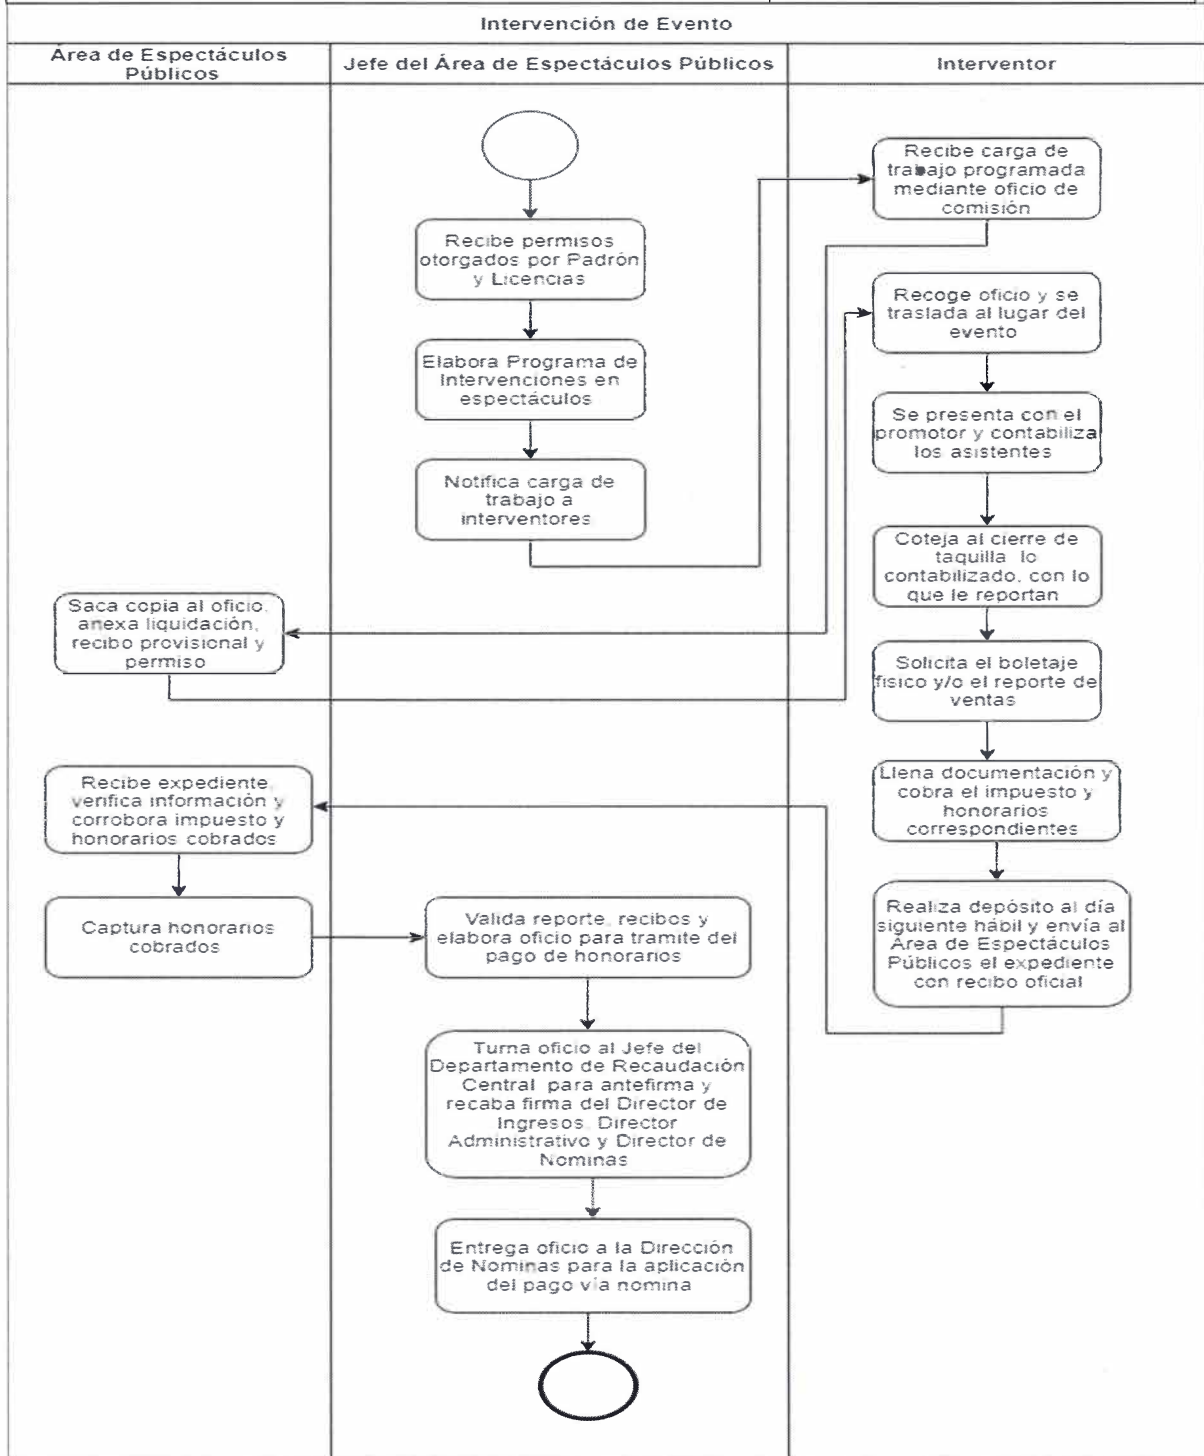 Intervención de Evento
Área de Espectáculos
Públicos
Jefe del Área de Espectáculos Públicos
Interventor
Recibe permisos
otorgados por Padrón
y Licencias
Elabora Programa de
Intervenciones en
espectáculos
Notifica carga de
trabajo a
interventores
Recibe carga de
trabajo programada
mediante oficio de
comisión
Saca copia al oficio,
anexa liquidación,
recibo provisional y
permiso
Recoge oficio y se
traslada al lugar del
evento
Se presenta con el
promotor y contabiliza
los asistentes
Coteja al cierre de
taquilla lo
contabilizado, con lo
que le reportan
Solicita el boletaje
fisico y/o el reporte de
ventas
Llena documentación y
cobra el impuesto y
honorarios
correspondientes
Realiza depósito al día
siguiente hábil y envía al
Área de Espectáculos
Públicos el expediente
con recibo oficial
Recibe expediente,
verifica información y
corrobora impuesto y
honorarios cobrados
Captura honorarios
cobrados
Valida reporte, recibos y
elabora oficio para tramite del
pago de honorarios
Turna oficio al Jefe del
Departamento de Recaudación
Central para antefirma y
recaba firma del Director de
Ingresos, Director
Administrativo y Director de
Nominas
Entrega oficio a la Dirección
de Nominas para la aplicación
del pago vía nomina